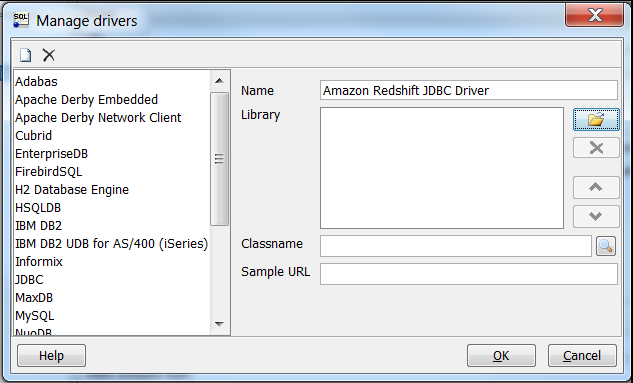 SQL
Manage drivers
Adabas
Apache Derby Embedded
Apache Derby Network Client
Cubrid
EnterpriseDB
FirebirdSQL
H2 Database Engine
HSQLDB
IBM DB2
IBM DB2 UDB for AS/400 (iSeries)
Informix
JDBC
MaxDB
MySQL
NuoDB
Name
Amazon Redshift JDBC Driver
Library
Classname
Sample URL
Help
OK
Cancel